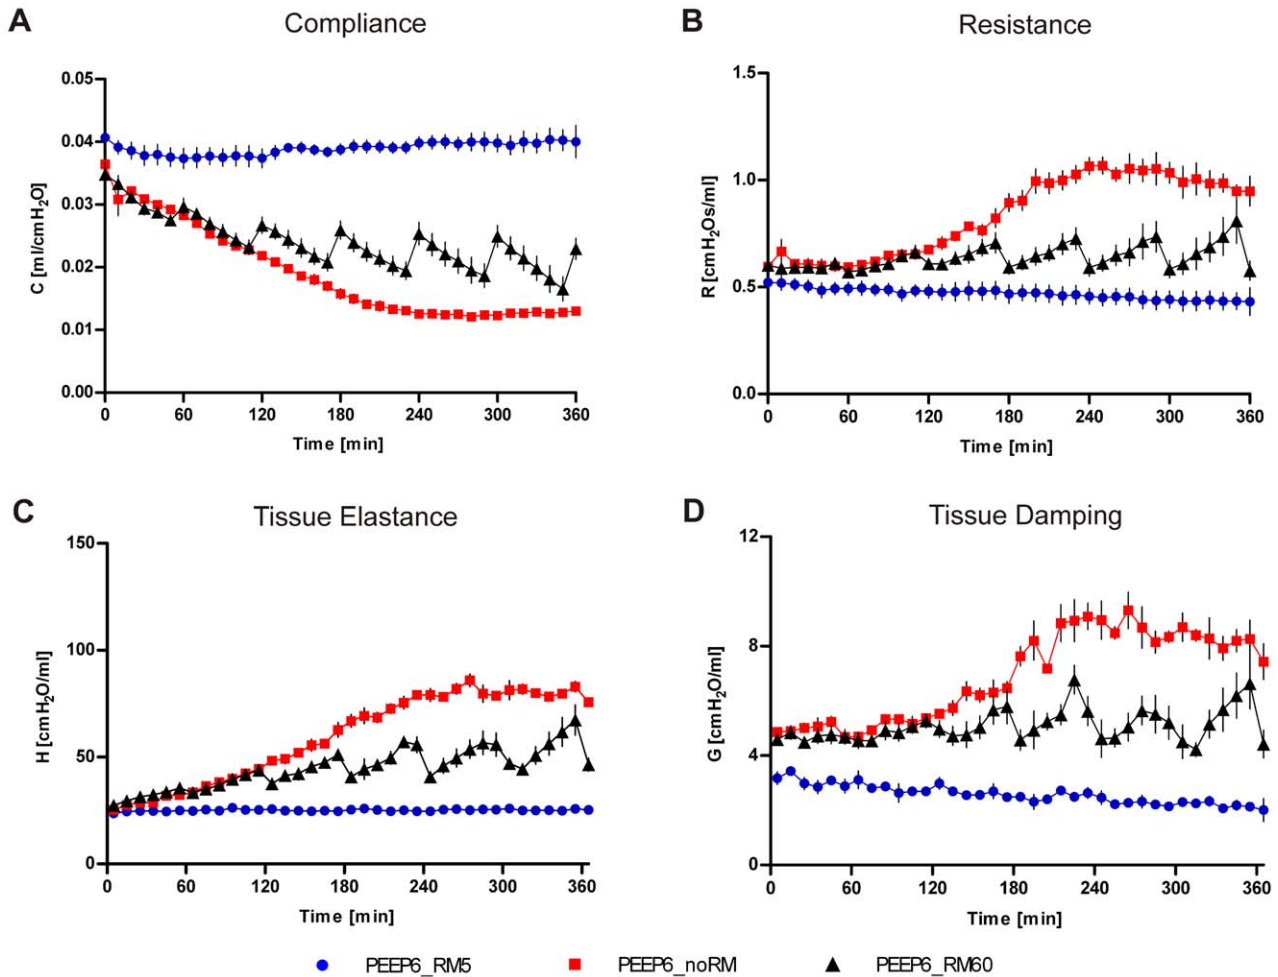 A Compliance
0.05
0.04
0.03
0.02
0.01
0.00
C [ml/cmH₂O]
0 60 120 180 240 300 360
Time [min]
B Resistance
1.5
1.0
0.5
0.0
R [cmH₂Os/ml]
0 60 120 180 240 300 360
Time [min]
C Tissue Elastance
150
100
50
0
H [cmH₂O/ml]
0 60 120 180 240 300 360
Time [min]
D Tissue Damping
12
8
4
0
G [cmH₂O/ml]
0 60 120 180 240 300 360
Time [min]
PEEP6_RM5 PEEP6_noRM PEEP6_RM60